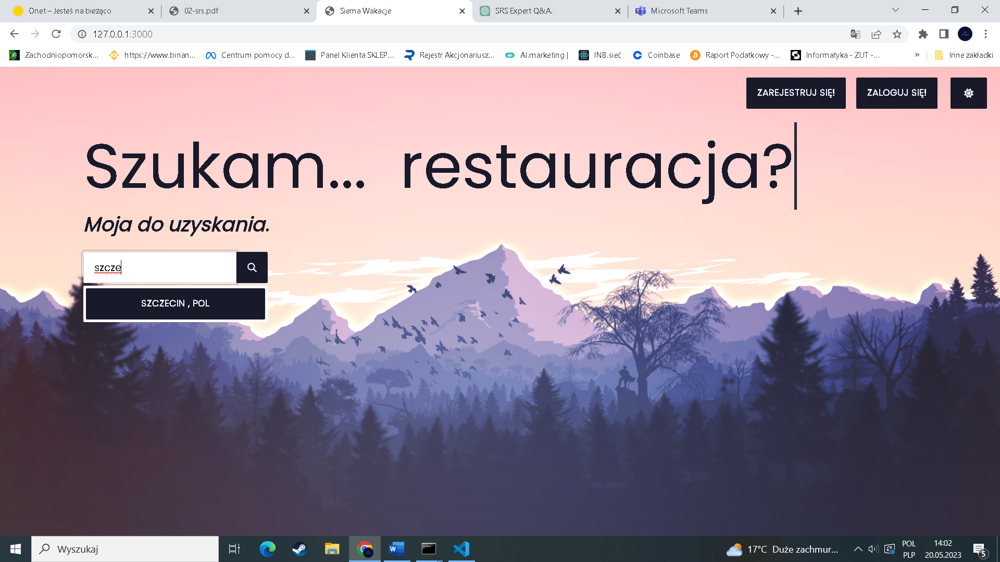 Onet – Jesteś na bieżąco
02-srs.pdf
Siema Wakacje
SRS Expert Q&A.
Microsoft Teams
127.0.0.1:3000
Zachodniopomorsk...
https://www.binan...
Centrum pomocy d...
Panel Klienta SKLEP...
Rejestr Akcjonariusz...
AI.marketing |
INB.sieć
Coinbase
Raport Podatkowy -...
Informatyka - ZUT -...
»
Inne zakładki
ZAREJESTRUJ SIĘ!
ZALOGUJ SIĘ!
Szukam... restauracja?
Moja do uzyskania.
szcze
SZCZECIN , POL
Wyszukaj
17°C Duże zachmur...
POL
PLP
14:02
20.05.2023
5